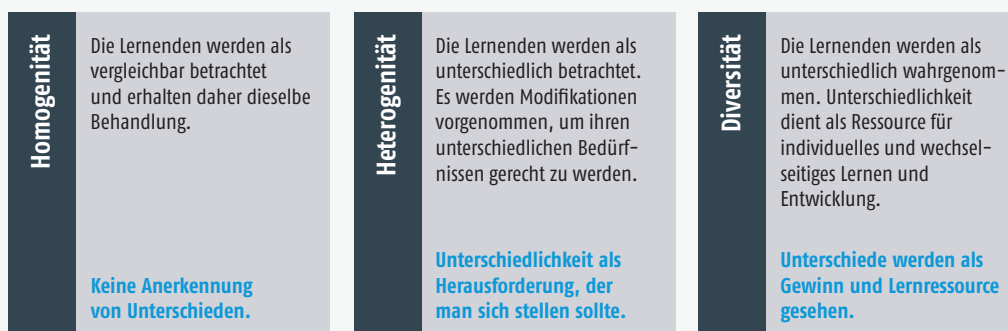 Homogenität
Die Lernenden werden als
vergleichbar betrachtet
und erhalten daher dieselbe
Behandlung.
Keine Anerkennung
von Unterschieden.
Heterogenität
Die Lernenden werden als
unterschiedlich betrachtet.
Es werden Modifikationen
vorgenommen, um ihren
unterschiedlichen Bedürf-
nissen gerecht zu werden.
Unterschiedlichkeit als
Herausforderung, der
man sich stellen sollte.
Diversität
Die Lernenden werden als
unterschiedlich wahrgenom-
men. Unterschiedlichkeit
dient als Ressource für
individuelles und wechsel-
seitiges Lernen und
Entwicklung.
Unterschiede werden als
Gewinn und Lernressource
gesehen.